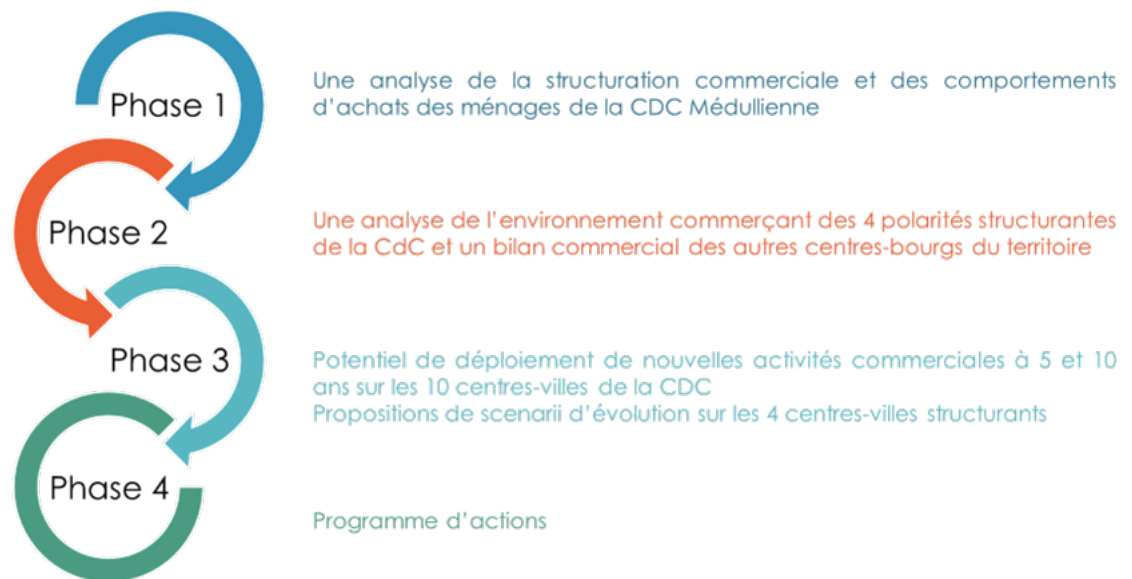 Phase 1
Une analyse de la structuration commerciale et des comportements
d'achats des ménages de la CDC Médullienne
Phase 2
Une analyse de l'environnement commerçant des 4 polarités structurantes
de la CdC et un bilan commercial des autres centres-bourgs du territoire
Phase 3
Potentiel de déploiement de nouvelles activités commerciales à 5 et 10
ans sur les 10 centres-villes de la CDC
Propositions de scenarii d'évolution sur les 4 centres-villes structurants
Phase 4
Programme d'actions